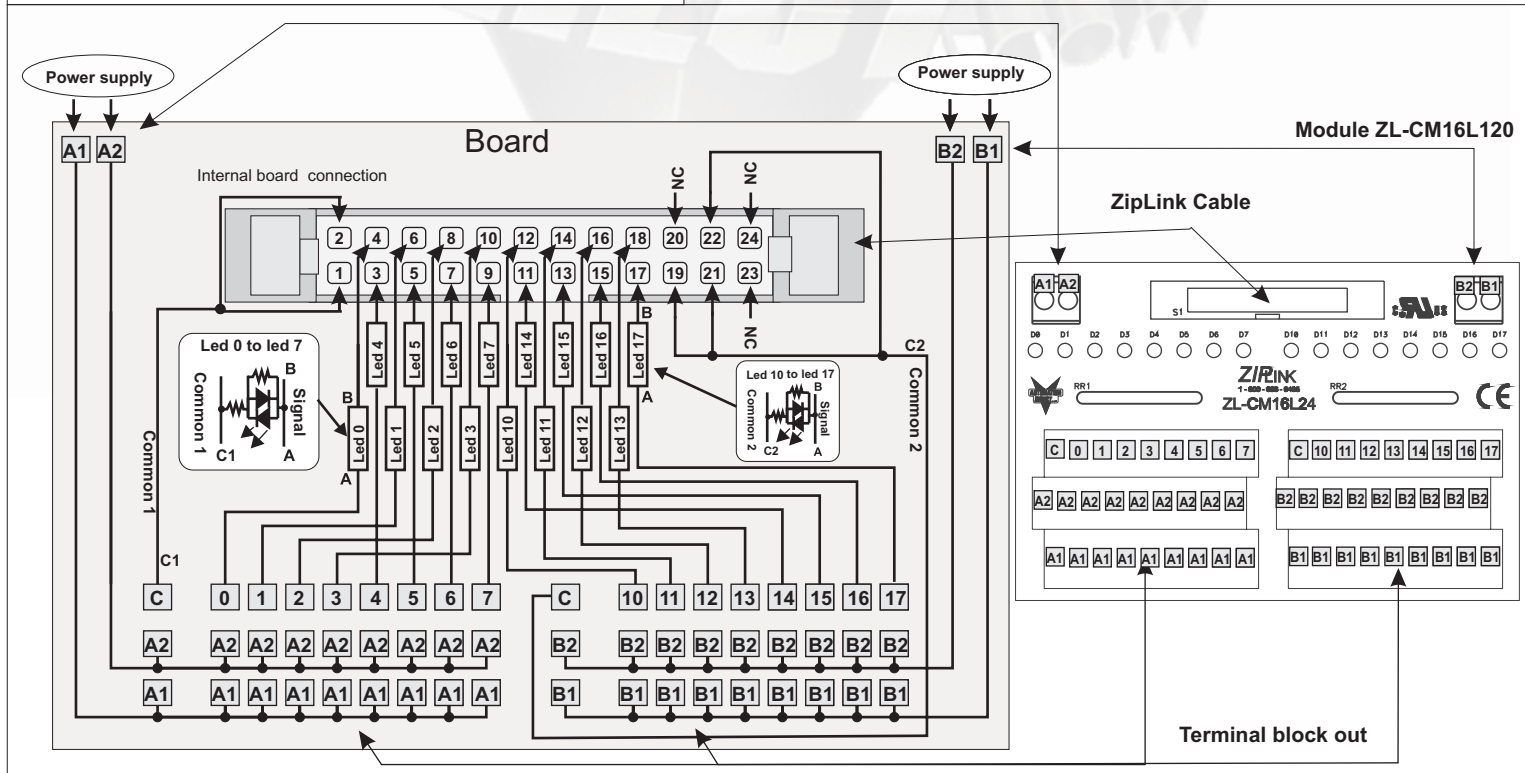 Power supply
Power supply
A1 A2
Board
B2 B1
Module ZL-CM16L120
Internal board connection
NC
NC
ZipLink Cable
2 4 6 8 10 12 14 16 18 20 22 24
1 3 5 7 9 11 13 15 17 19 21 23
A1 A2
B2 B1
S1
D0 D1 D2 D3 D4 D5 D6 D7 D10 D11 D12 D13 D14 D15 D16 D17
NC
B
Led 4
Led 5
Led 6
Led 7
Led 14
Led 15
Led 16
Led 17
A
C2
Common 2
Led 0 to led 7
Common 1
B
Signal
C1
A
Led 10 to led 17
Common 2
B
Signal
C2
A
B
Led 0
Led 1
Led 2
Led 3
Led 10
Led 11
Led 12
Led 13
A
ZIPLINK
ZL-CM16L24
RR1
RR2
CE
Common 1
C1
C 0 1 2 3 4 5 6 7
C 10 11 12 13 14 15 16 17
A2 A2 A2 A2 A2 A2 A2 A2 A2
B2 B2 B2 B2 B2 B2 B2 B2 B2
A1 A1 A1 A1 A1 A1 A1 A1 A1
B1 B1 B1 B1 B1 B1 B1 B1 B1
C 0 1 2 3 4 5 6 7
C 10 11 12 13 14 15 16 17
A2 A2 A2 A2 A2 A2 A2 A2 A2
B2 B2 B2 B2 B2 B2 B2 B2 B2
A1 A1 A1 A1 A1 A1 A1 A1 A1
B1 B1 B1 B1 B1 B1 B1 B1 B1
Terminal block out